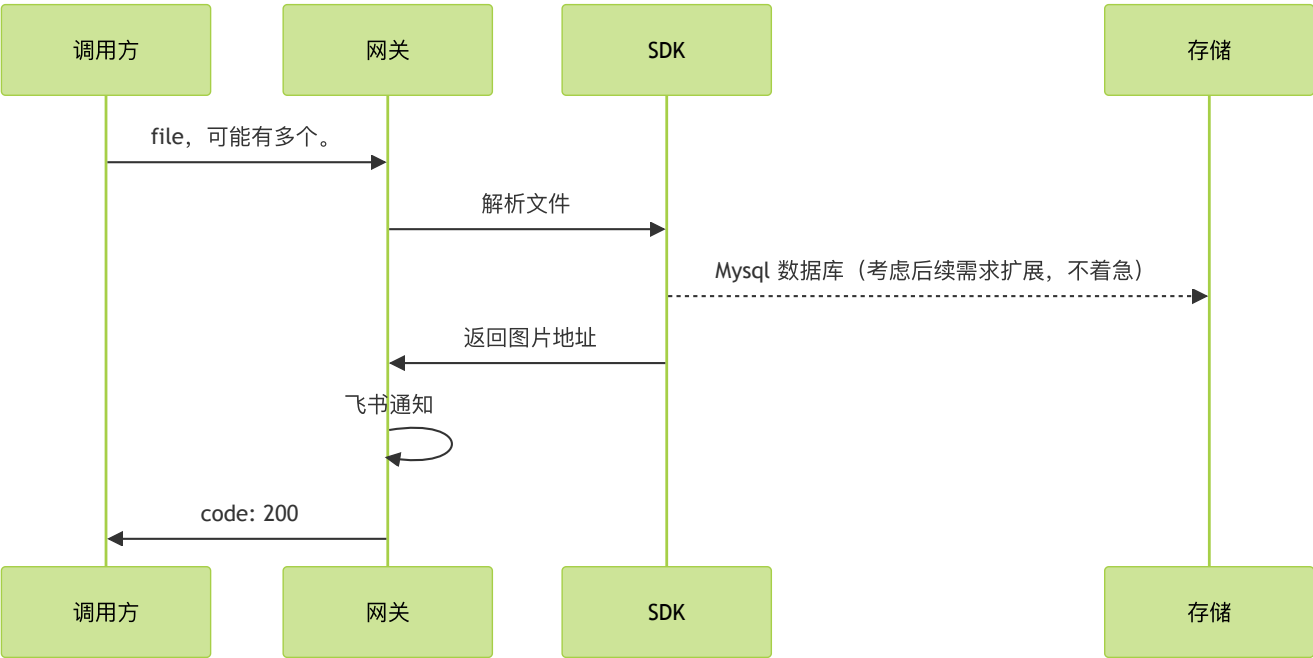 调用方
网关
SDK
存储
file，可能有多个。
解析文件
Mysql 数据库（考虑后续需求扩展，不着急）
返回图片地址
飞书通知
code: 200
调用方
网关
SDK
存储